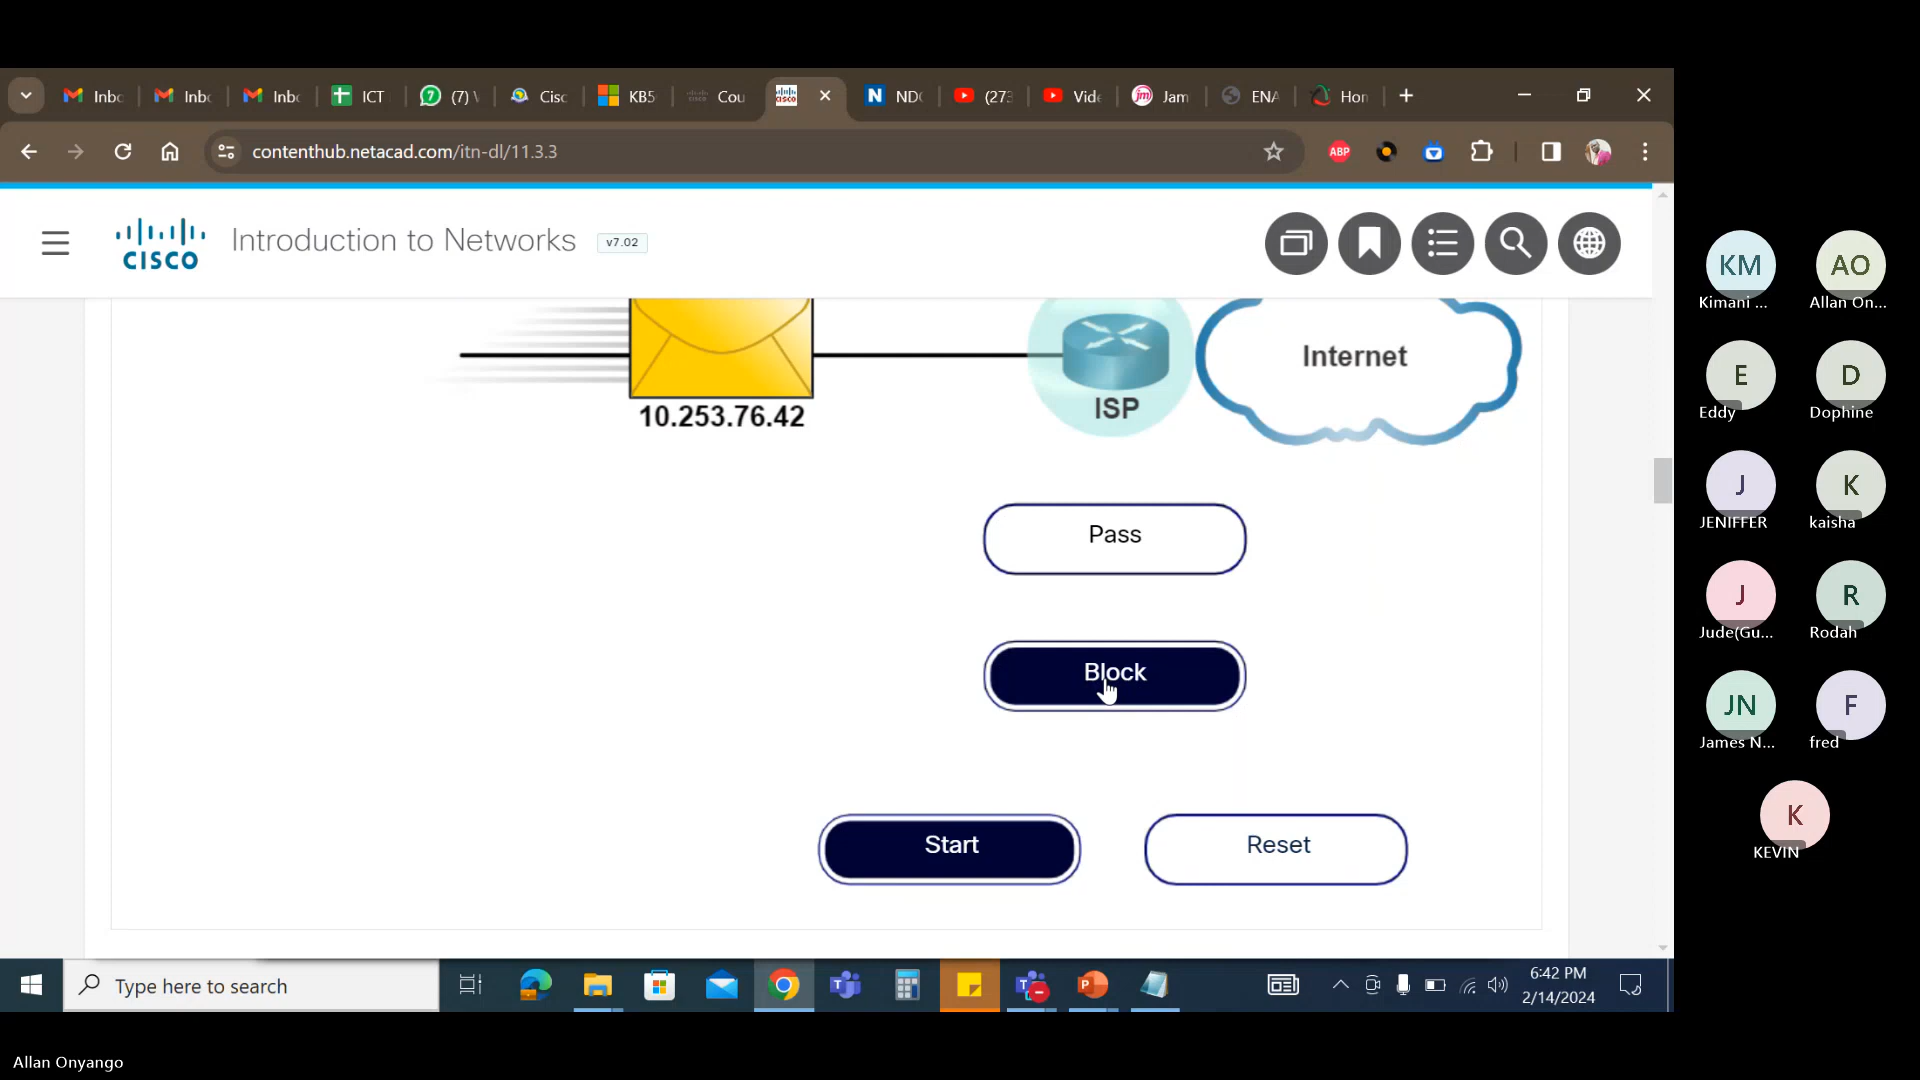 Inbo
Inbo
Inbo
ICT
(7) V
Cisc
KB5
Cou
NDC
(273
Vide
Jam
ENA
Hon
contenthub.netacad.com/itn-dl/11.3.3
ABP
CISCO
Introduction to Networks
v7.02
10.253.76.42
ISP
Internet
Pass
Block
Start
Reset
KM
Kimani ...
AO
Allan On...
E
Eddy
D
Dophine
J
JENIFFER
K
kaisha
J
Jude(Gu...
R
Rodah
JN
James N...
F
fred
K
KEVIN
Type here to search
6:42 PM
2/14/2024
Allan Onyango